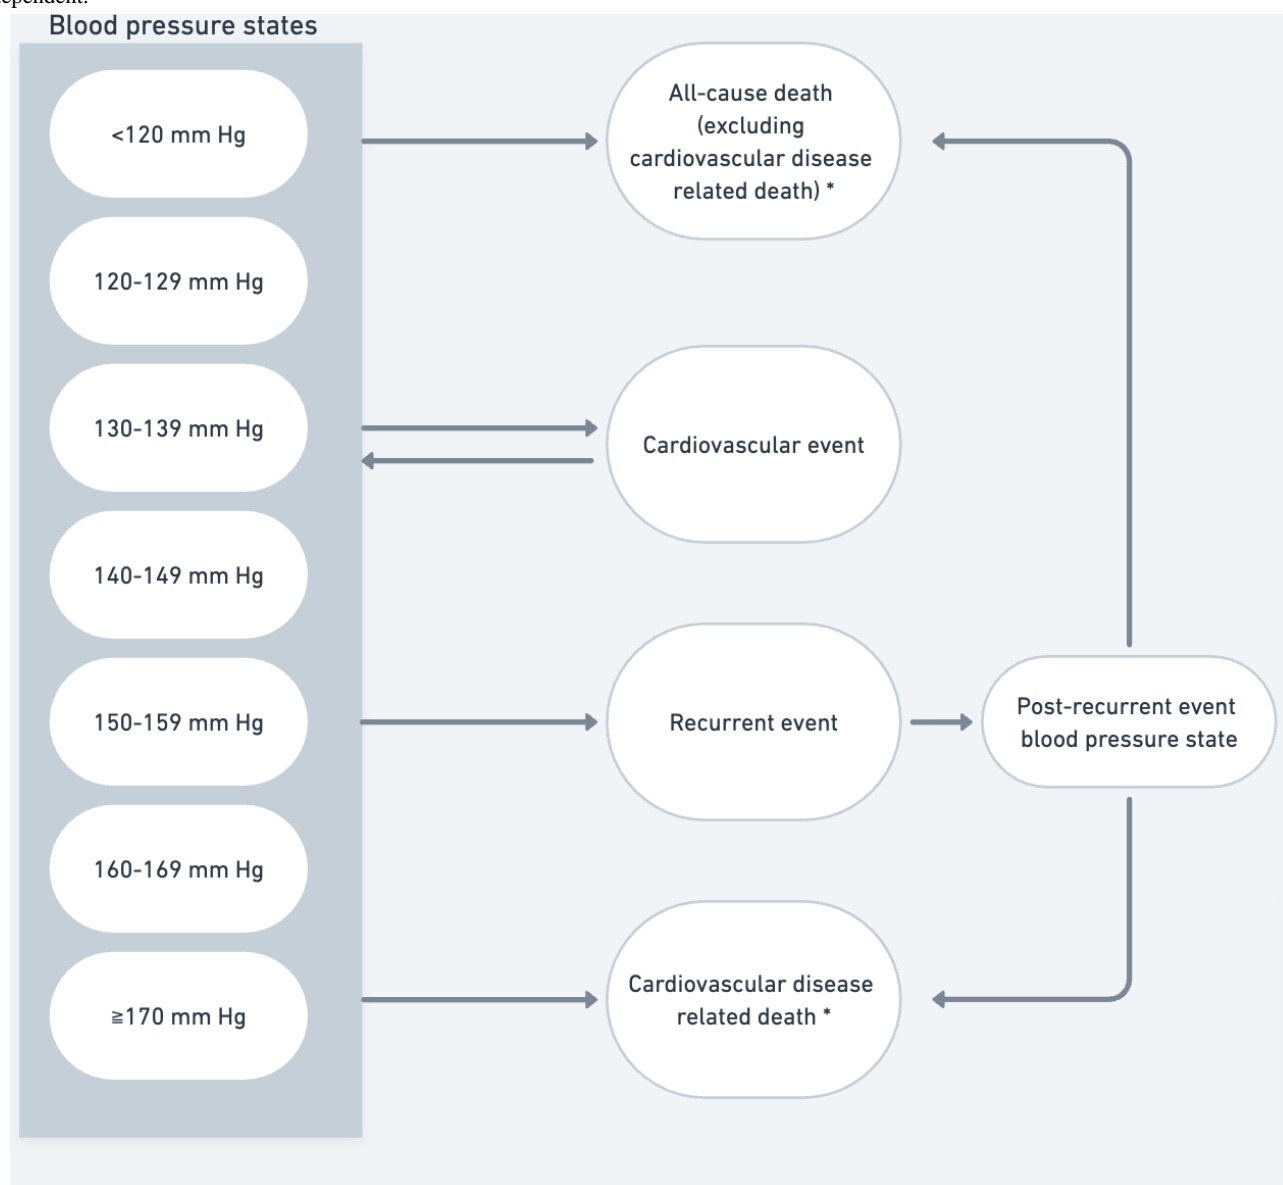 Blood pressure states
<120 mm Hg
120-129 mm Hg
130-139 mm Hg
140-149 mm Hg
150-159 mm Hg
160-169 mm Hg
≧170 mm Hg
All-cause death
(excluding
cardiovascular disease
related death) *
Cardiovascular event
Recurrent event
Cardiovascular disease
related death *
Post-recurrent event
blood pressure state